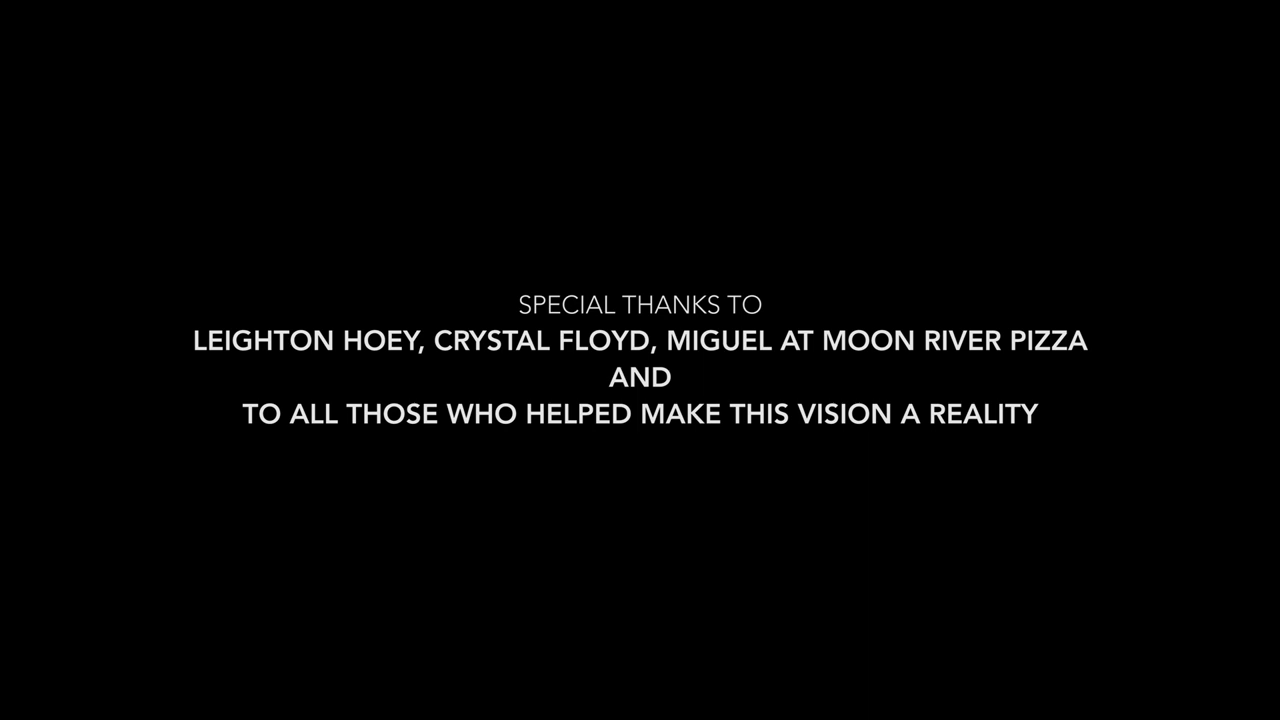 SPECIAL THANKS TO
LEIGHTON HOEY, CRYSTAL FLOYD, MIGUEL AT MOON RIVER PIZZA
AND
TO ALL THOSE WHO HELPED MAKE THIS VISION A REALITY